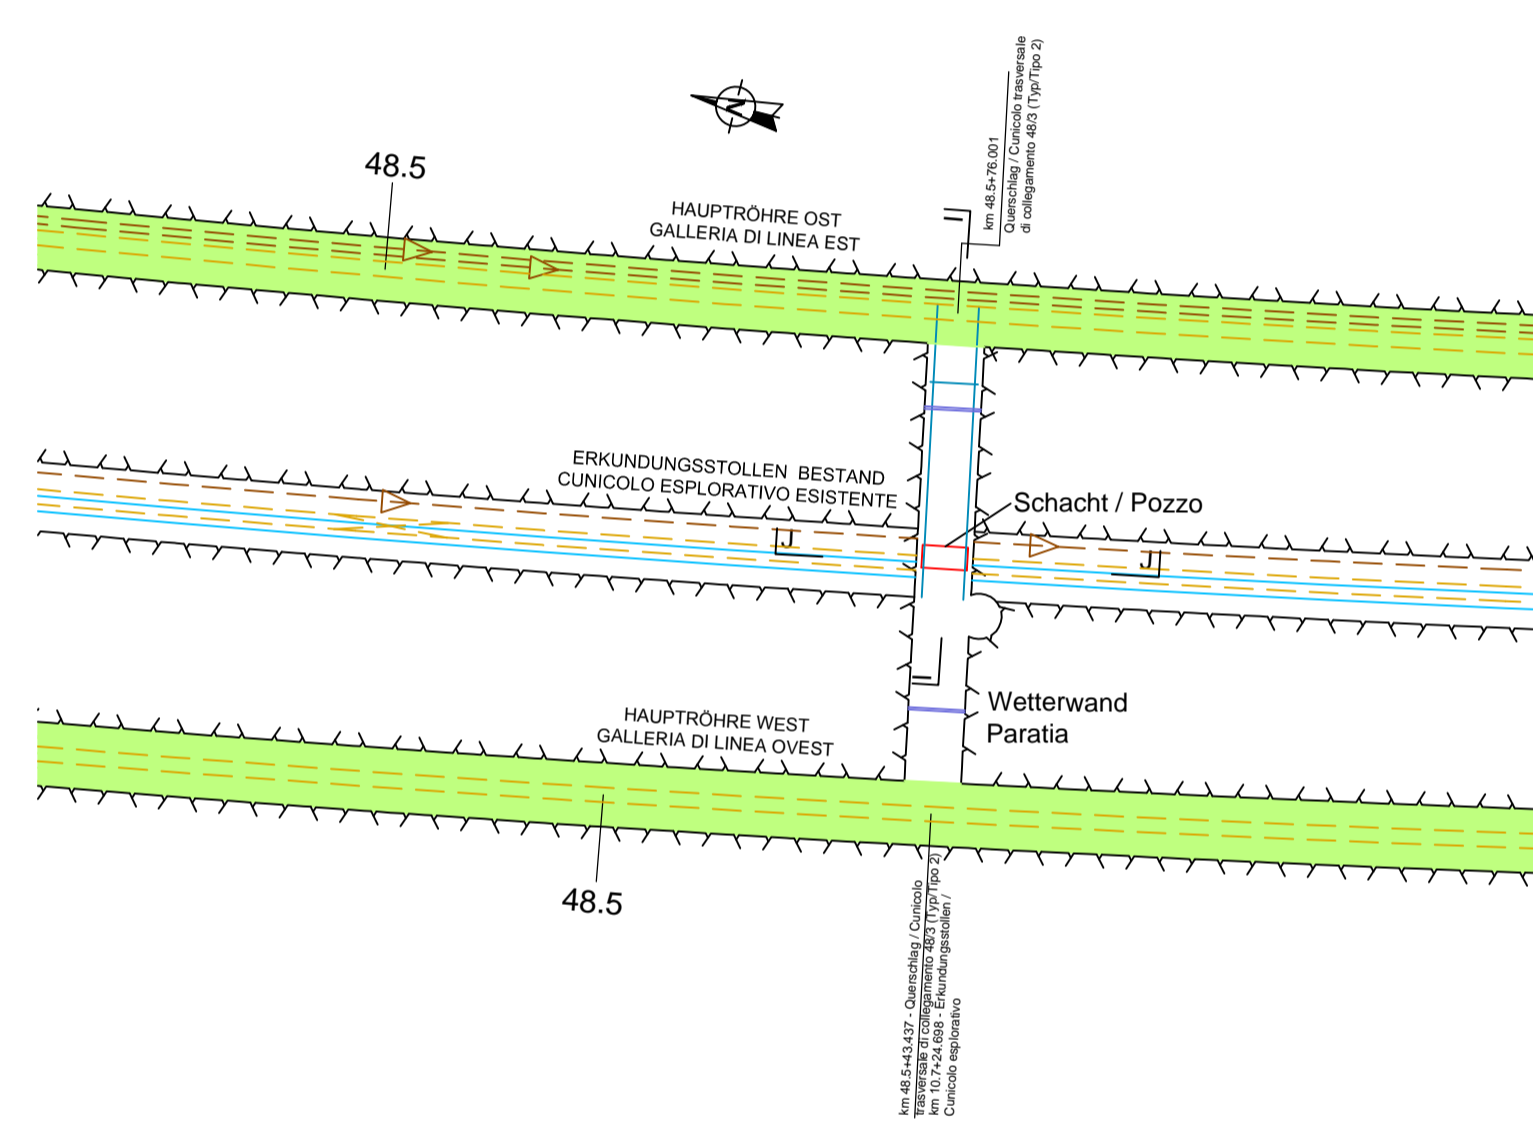 km 48.5+76.001
Querschlag / Cunicolo trasversale
di collegamento 48/3 (Typ/Tipo 2)
N
48.5
HAUPTRÖHRE OST
GALLERIA DI LINEA EST
ERKUNDUNGSSTOLLEN BESTAND
CUNICOLO ESPLORATIVO ESISTENTE
Schacht / Pozzo
J
J
I
I
Wetterwand
Paratia
HAUPTRÖHRE WEST
GALLERIA DI LINEA OVEST
48.5
km 48.5+43.437 - Querschlag / Cunicolo
trasversale di collegamento 48/3 (Typ/Tipo 2)
km 10.7+24.698 - Erkundungsstollen /
Cunicolo esplorativo